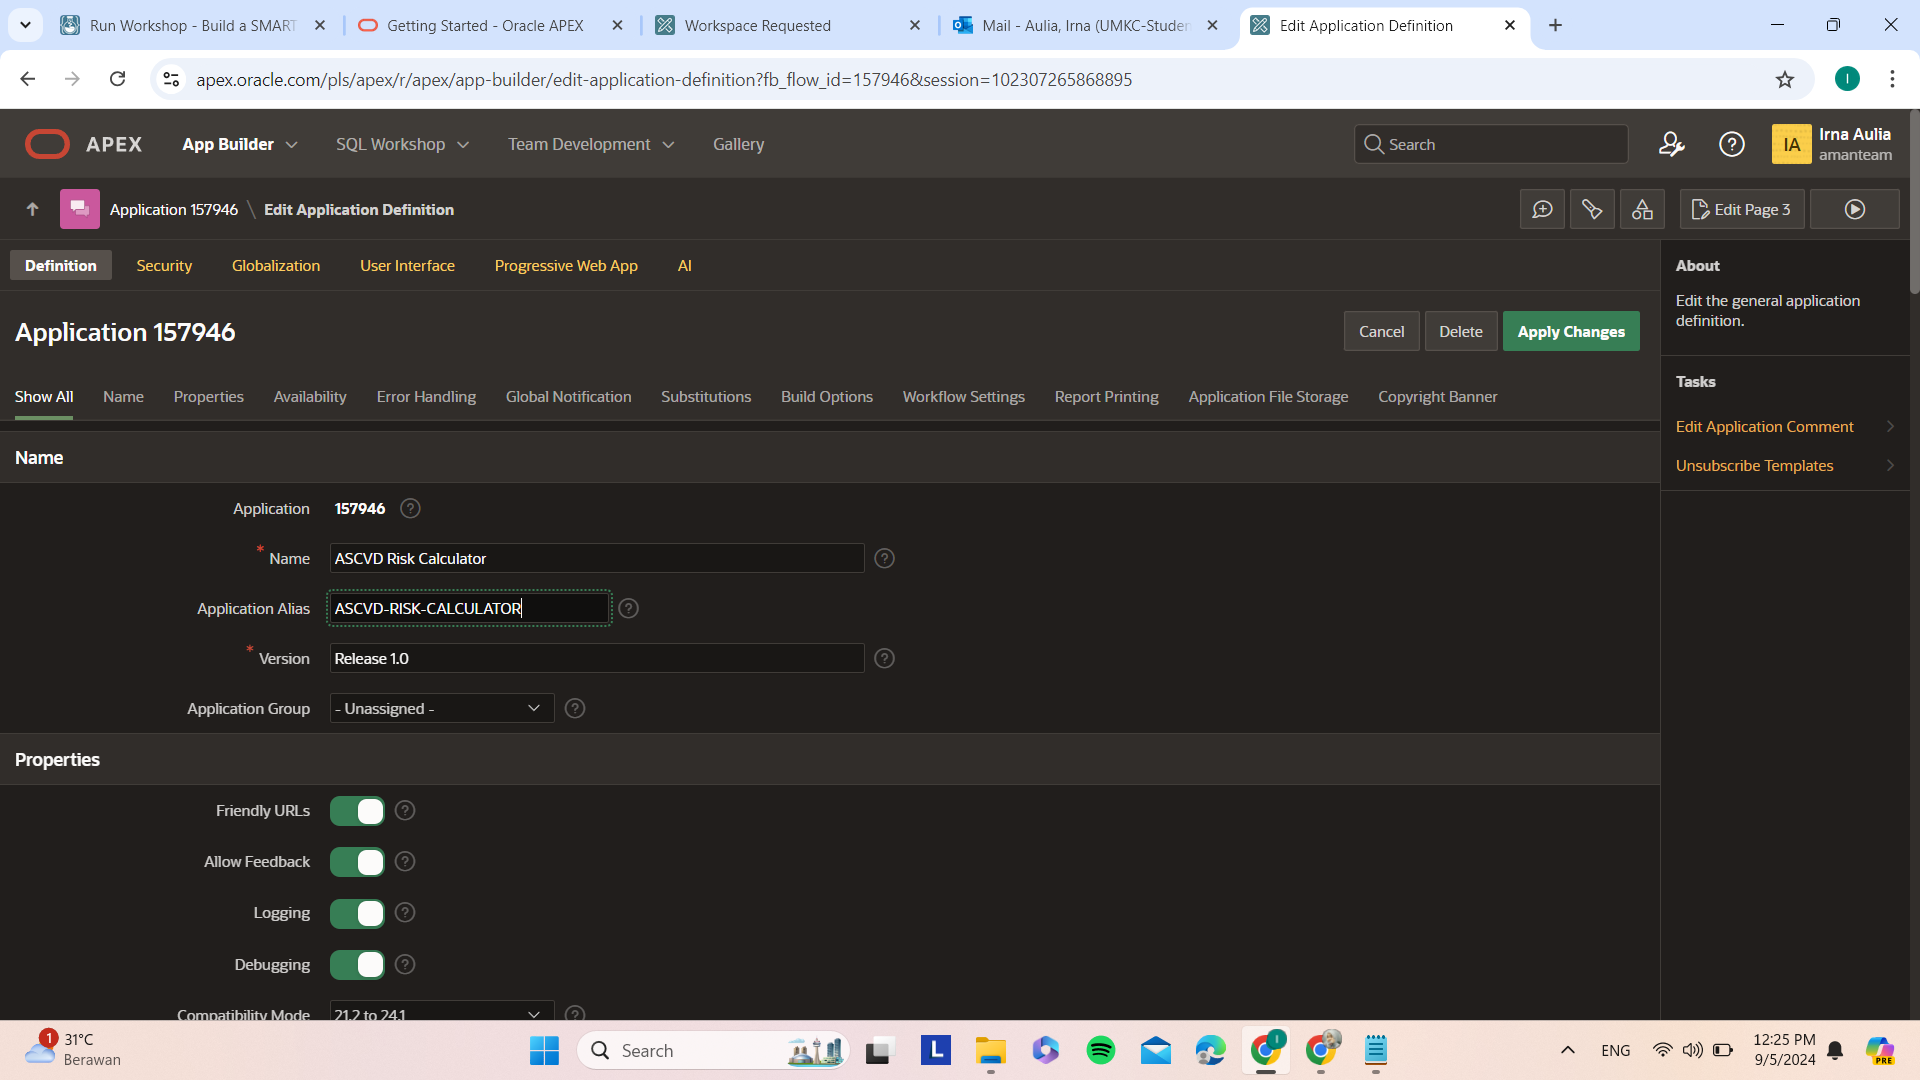 Run Workshop - Build a SMART
Getting Started - Oracle APEX
Workspace Requested
Mail - Aulia, Irna (UMKC-Studen
Edit Application Definition
apex.oracle.com/pls/apex/r/apex/app-builder/edit-application-definition?fb_flow_id=157946&session=102307265868895
I
APEX
App Builder
SQL Workshop
Team Development
Gallery
Search
IA
Irna Aulia
amanteam
Application 157946 \ Edit Application Definition
Edit Page 3
Definition
Security
Globalization
User Interface
Progressive Web App
AI
Application 157946
Cancel
Delete
Apply Changes
Show All
Name
Properties
Availability
Error Handling
Global Notification
Substitutions
Build Options
Workflow Settings
Report Printing
Application File Storage
Copyright Banner
Name
Application 157946
* Name ASCVD Risk Calculator
Application Alias ASCVD-RISK-CALCULATOR
* Version Release 1.0
Application Group - Unassigned -
Properties
Friendly URLs
Allow Feedback
Logging
Debugging
Compatibility Mode 21.2 to 24.1
About
Edit the general application
definition.
Tasks
Edit Application Comment
Unsubscribe Templates
1
31°C
Berawan
Search
L
I
ENG
12:25 PM
9/5/2024
PRE